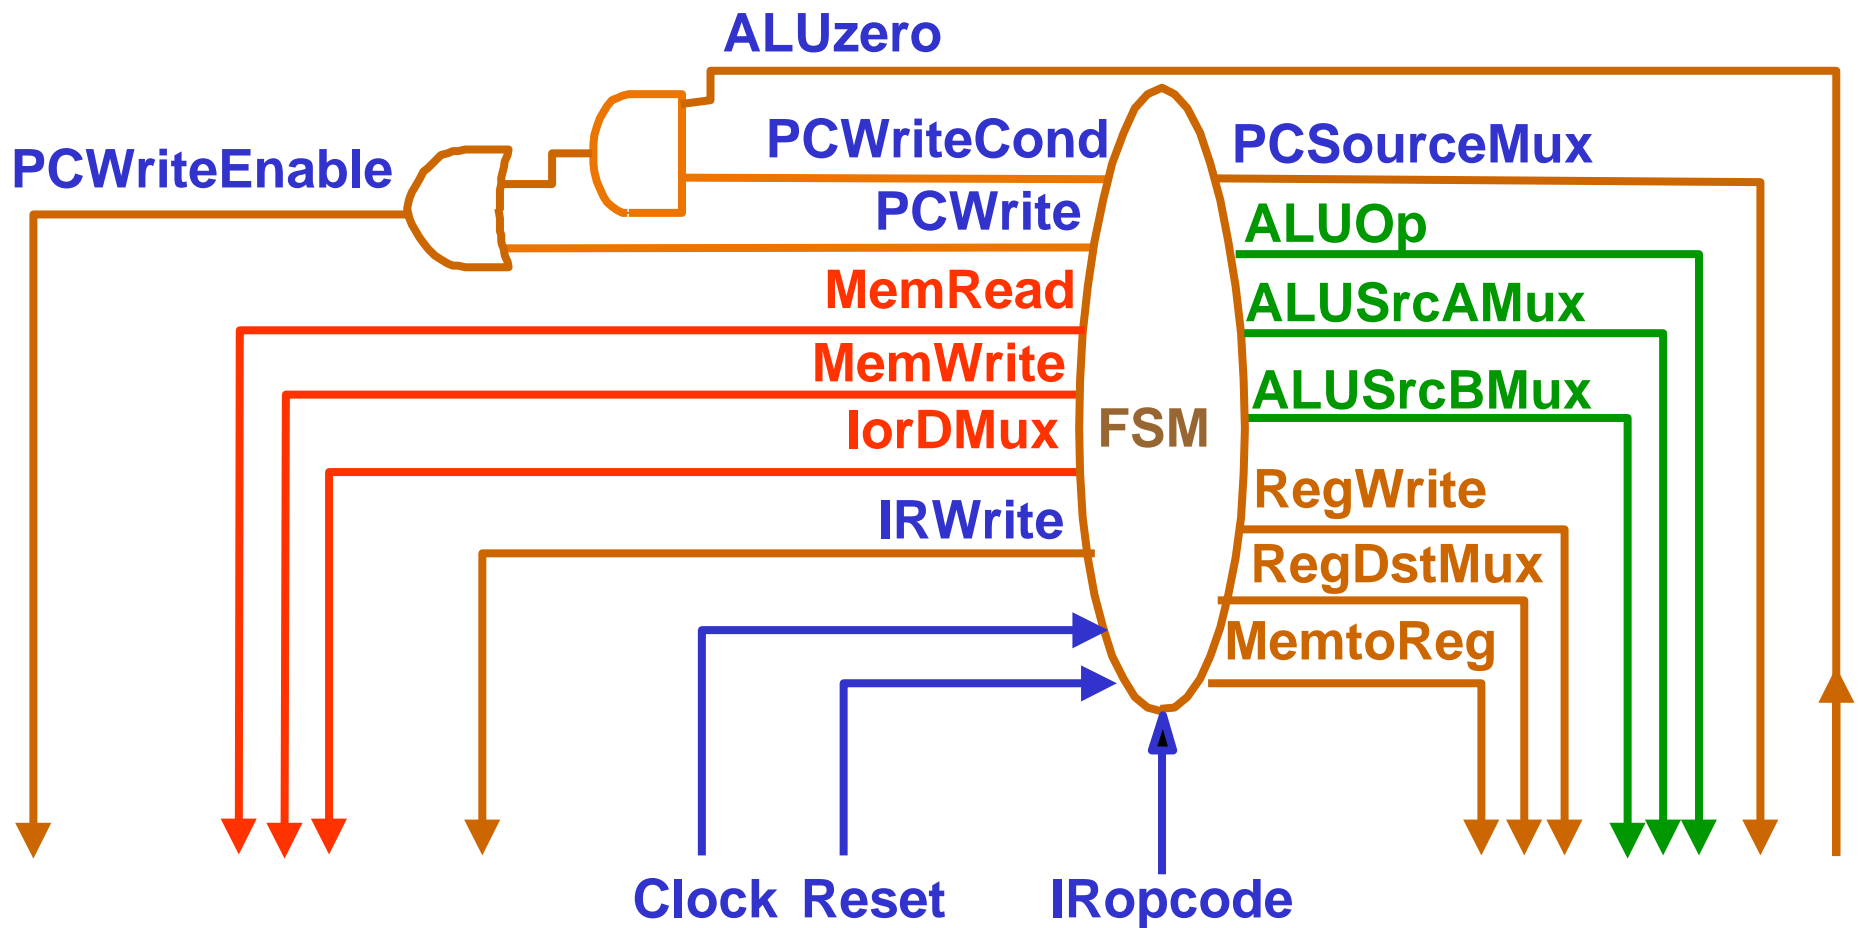 ALUzero
PCWriteCond
PCSourceMux
PCWriteEnable
PCWrite
ALUOp
MemRead
ALUSrcAMux
MemWrite
ALUSrcBMux
IorDMux
FSM
RegWrite
IRWrite
RegDstMux
MemtoReg
Clock Reset IRopcode